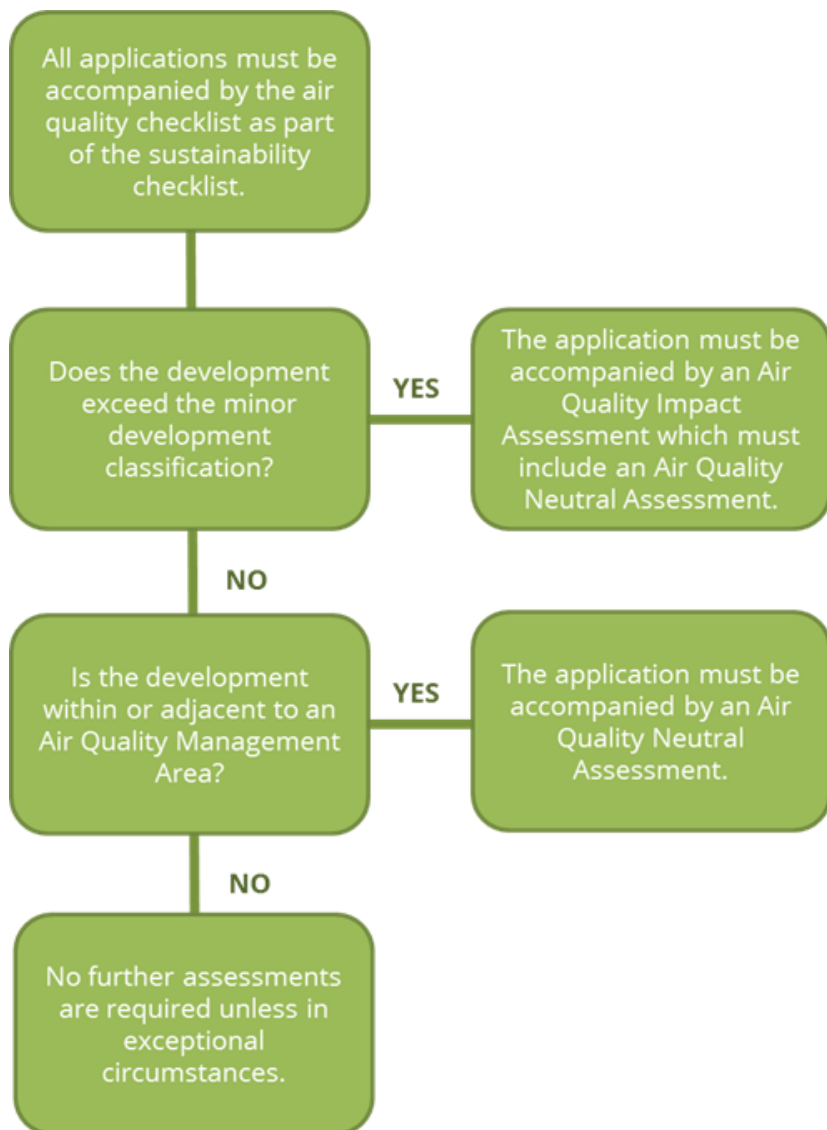 All applications must be
accompanied by the air
quality checklist as part
of the sustainability
checklist.
Does the development
exceed the minor
development
classification?
YES
The application must be
accompanied by an Air
Quality Impact
Assessment which must
include an Air Quality
Neutral Assessment.
NO
Is the development
within or adjacent to an
Air Quality Management
Area?
YES
The application must be
accompanied by an Air
Quality Neutral
Assessment.
NO
No further assessments
are required unless in
exceptional
circumstances.